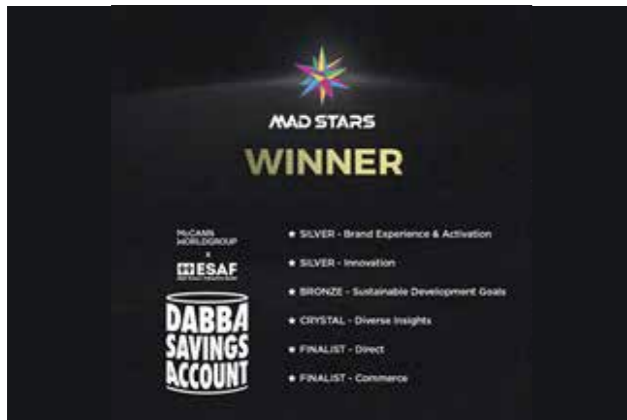 MAD STARS
WINNER
McCANN
WORLDGROUP
x
ESAF
DABBA
SAVINGS
ACCOUNT
★ SILVER - Brand Experience & Activation
★ SILVER - Innovation
★ BRONZE - Sustainable Development Goals
★ CRYSTAL - Diverse Insights
★ FINALIST - Direct
★ FINALIST - Commerce